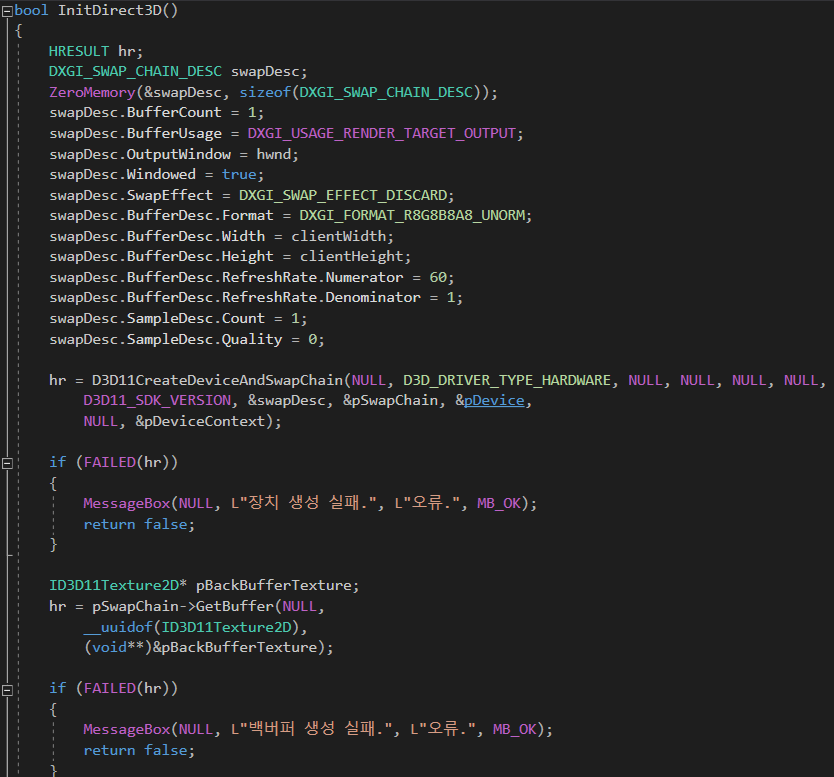 bool InitDirect3D()
{
HRESULT hr;
DXGI_SWAP_CHAIN_DESC swapDesc;
ZeroMemory(&swapDesc, sizeof(DXGI_SWAP_CHAIN_DESC));
swapDesc.BufferCount = 1;
swapDesc.BufferUsage = DXGI_USAGE_RENDER_TARGET_OUTPUT;
swapDesc.OutputWindow = hwnd;
swapDesc.Windowed = true;
swapDesc.SwapEffect = DXGI_SWAP_EFFECT_DISCARD;
swapDesc.BufferDesc.Format = DXGI_FORMAT_R8G8B8A8_UNORM;
swapDesc.BufferDesc.Width = clientWidth;
swapDesc.BufferDesc.Height = clientHeight;
swapDesc.BufferDesc.RefreshRate.Numerator = 60;
swapDesc.BufferDesc.RefreshRate.Denominator = 1;
swapDesc.SampleDesc.Count = 1;
swapDesc.SampleDesc.Quality = 0;
hr = D3D11CreateDeviceAndSwapChain(NULL, D3D_DRIVER_TYPE_HARDWARE, NULL, NULL, NULL, NULL,
D3D11_SDK_VERSION, &swapDesc, &pSwapChain, &pDevice,
NULL, &pDeviceContext);
if (FAILED(hr))
{
MessageBox(NULL, L"장치 생성 실패.", L"오류.", MB_OK);
return false;
}
ID3D11Texture2D* pBackBufferTexture;
hr = pSwapChain->GetBuffer(NULL,
__uuidof(ID3D11Texture2D),
(void**)&pBackBufferTexture);
if (FAILED(hr))
{
MessageBox(NULL, L"백버퍼 생성 실패.", L"오류.", MB_OK);
return false;
}